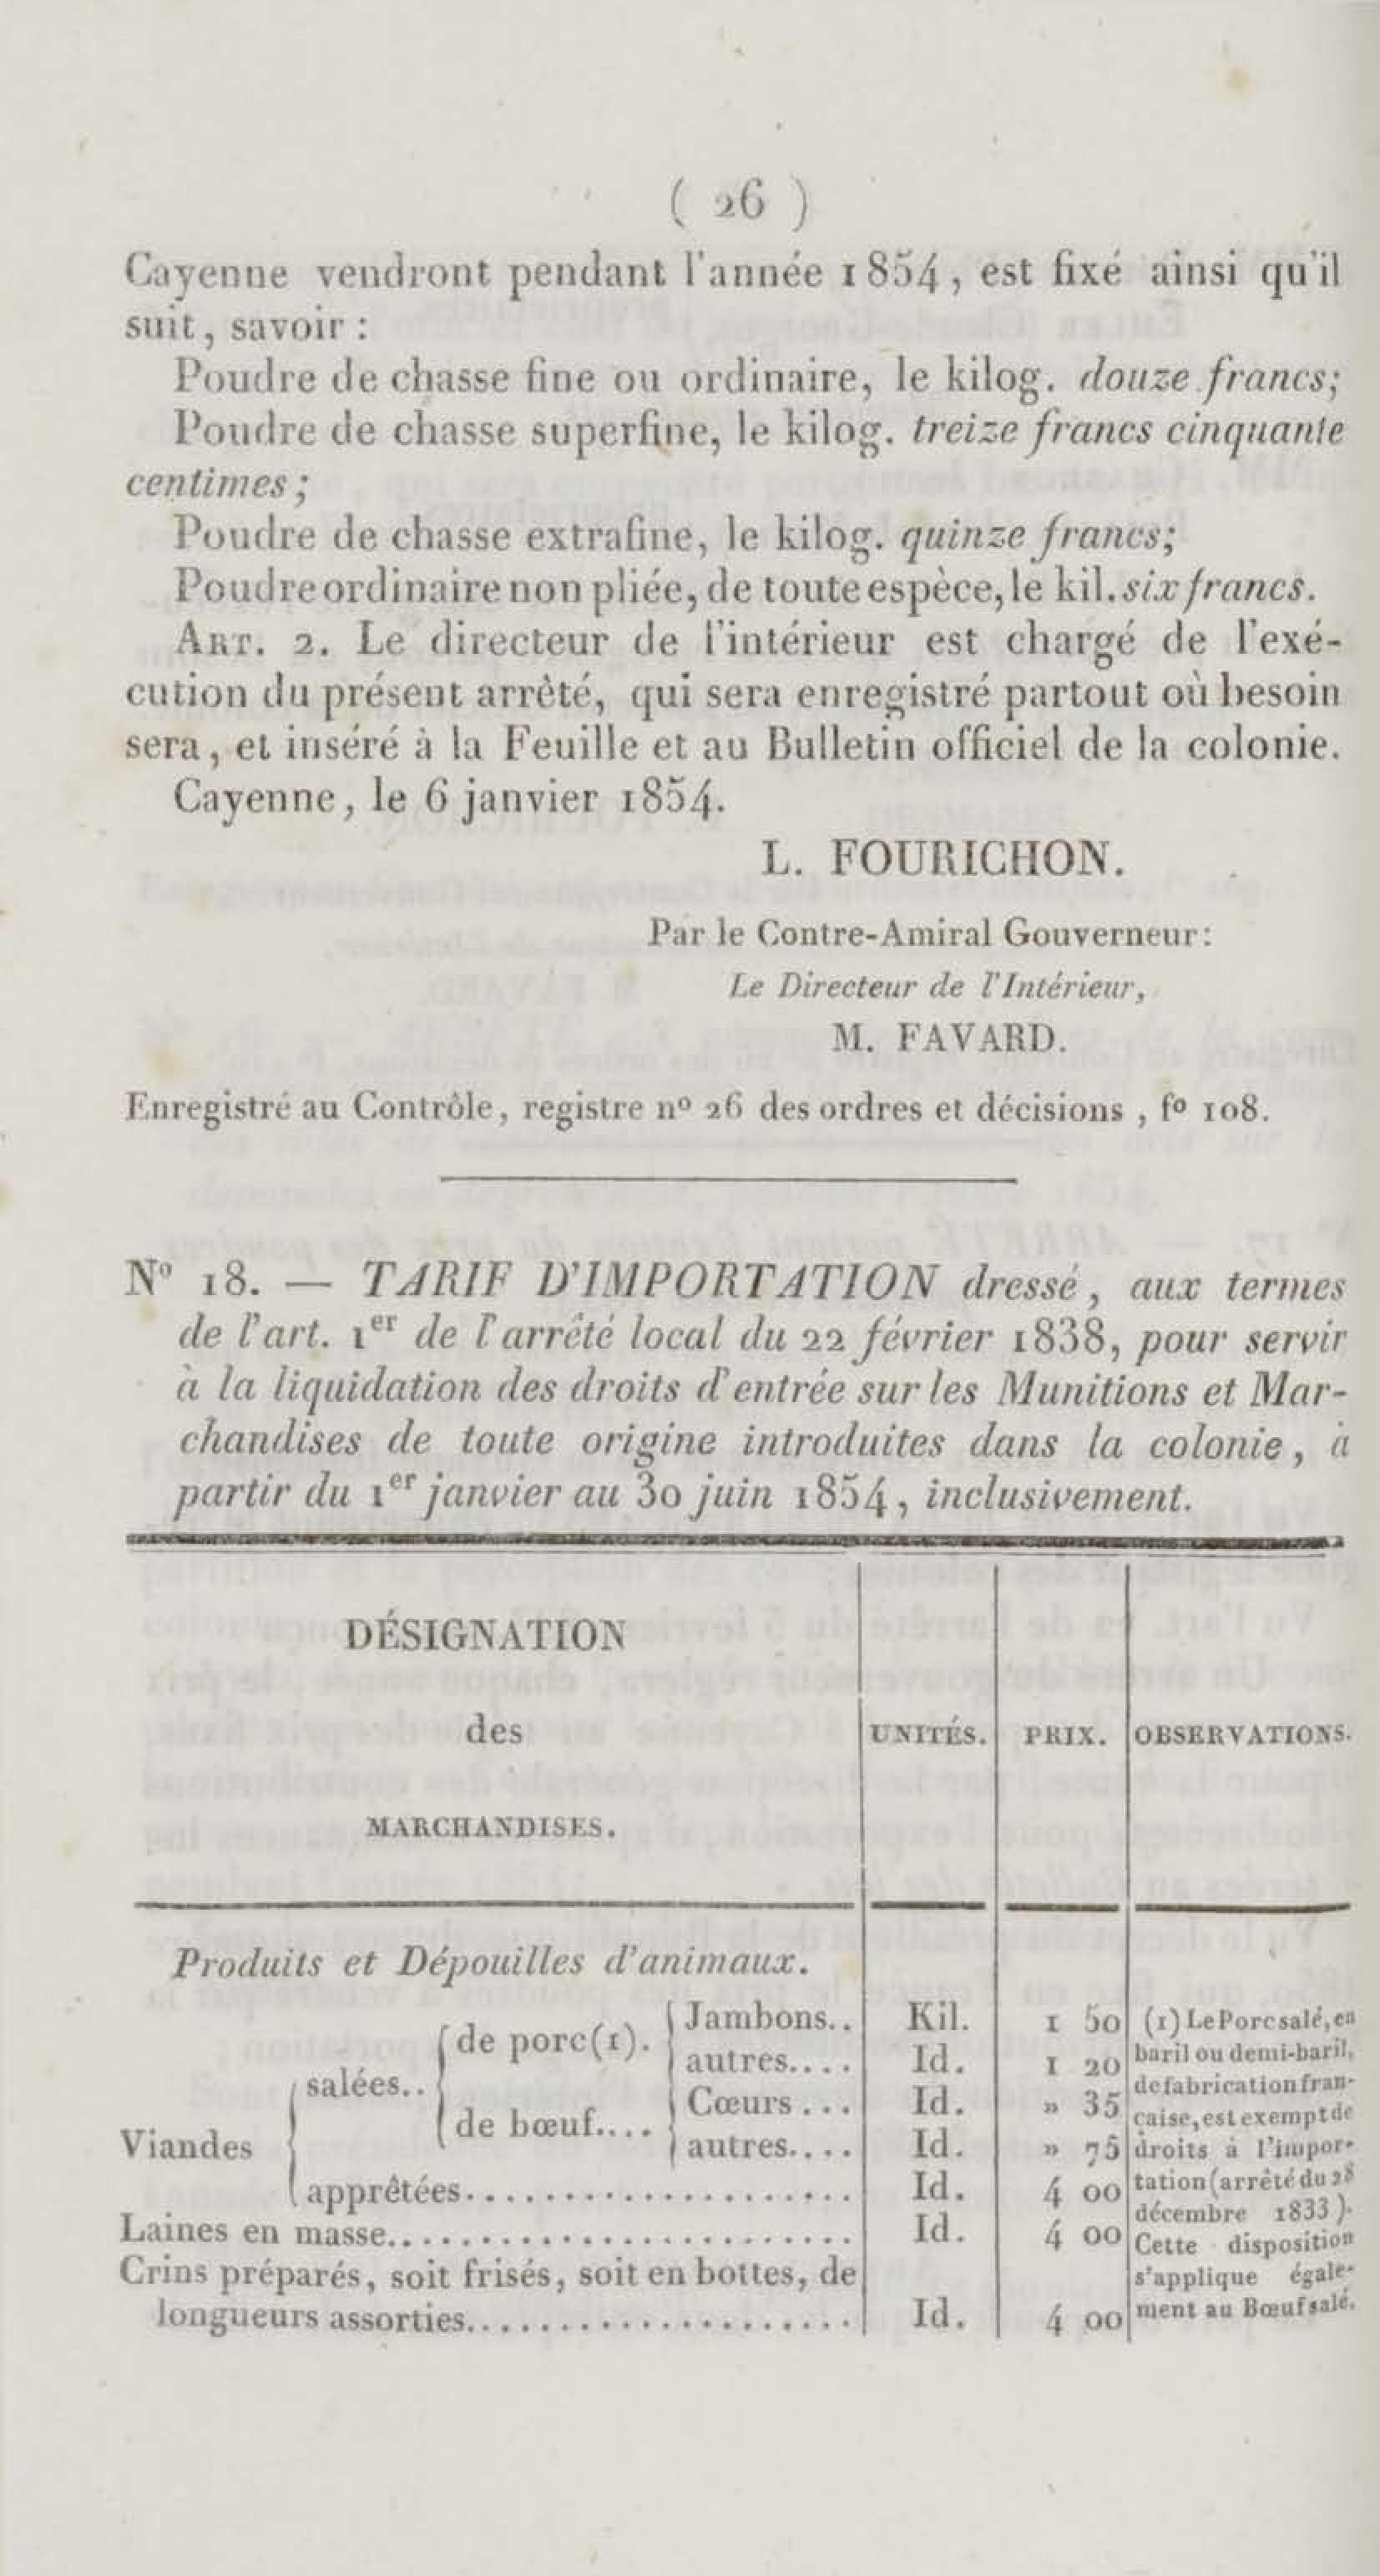 ( 26 )
Cayenne vendront pendant l'année 1854, est fixé ainsi qu'il
suit, savoir :
Poudre de chasse fine ou ordinaire, le kilog. douze francs;
Poudre de chasse superfine, le kilog. treize francs cinquante
centimes;
Poudre de chasse extrafine, le kilog. quinze francs;
Poudre ordinaire non pliée, de toute espèce, le kil. six francs.
ART. 2. Le directeur de l'intérieur est chargé de l'exé-
cution du présent arrêté, qui sera enregistré partout où besoin
sera, et inséré à la Feuille et au Bulletin officiel de la colonie.
Cayenne, le 6 janvier 1854.
L. FOURICHON.
Par le Contre-Amiral Gouverneur:
Le Directeur de l'Intérieur,
M. FAVARD.
Enregistré au Contrôle, registre nº 26 des ordres et décisions, fº 108.
Nº 18. — TARIF D'IMPORTATION dressé, aux termes
de l'art. 1er de l'arrêté local du 22 février 1838, pour servir
à la liquidation des droits d'entrée sur les Munitions et Mar-
chandises de toute origine introduites dans la colonie, à
partir du 1er janvier au 30 juin 1854, inclusivement.
DÉSIGNATION
des
MARCHANDISES.
UNITÉS.
PRIX.
OBSERVATIONS.
Produits et Dépouilles d'animaux.
Viandes
salées..
de porc(1).
Jambons.. Kil. 1 50
autres.... Id. 1 20
de bœuf....
Cœurs... Id. » 35
autres.... Id. » 75
apprêtées..................... Id. 4 00
Laines en masse......................... Id. 4 00
Crins préparés, soit frisés, soit en bottes, de
longueurs assorties..................... Id. 4 00
(1) Le Porc salé, en
baril ou demi-baril,
de fabrication fran-
çaise, est exempt de
droits à l'impor-
tation (arrêté du 28
décembre 1833).
Cette disposition
s'applique égale-
ment au Bœuf salé.